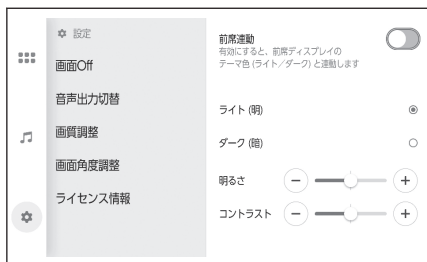 設定
画面Off
音声出力切替
画質調整
画面角度調整
ライセンス情報
前席連動
有効にすると、前席ディスプレイの
テーマ色 (ライト／ダーク) と連動します
ライト (明)
ダーク (暗)
明るさ
コントラスト